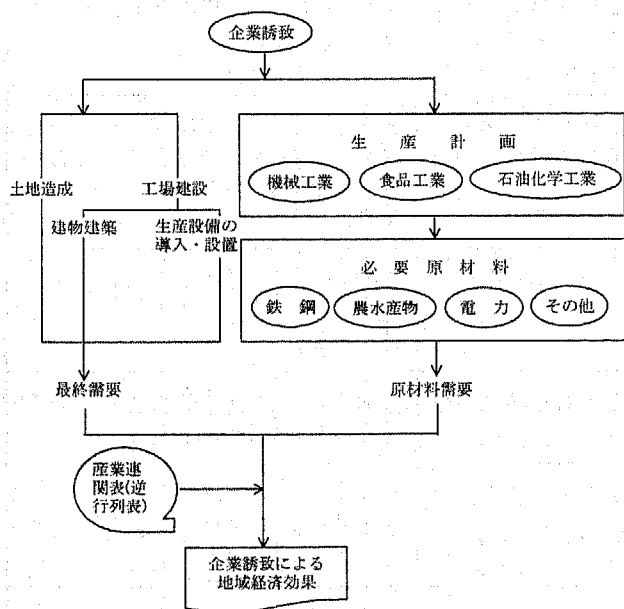 企業誘致
生産計画
機械工業
食品工業
石油化学工業
土地造成
工場建設
建物建築
生産設備の
導入・設置
必要原材料
鉄鋼
農水産物
電力
その他
最終需要
原材料需要
産業連
関表(逆
行列表)
企業誘致による
地域経済効果